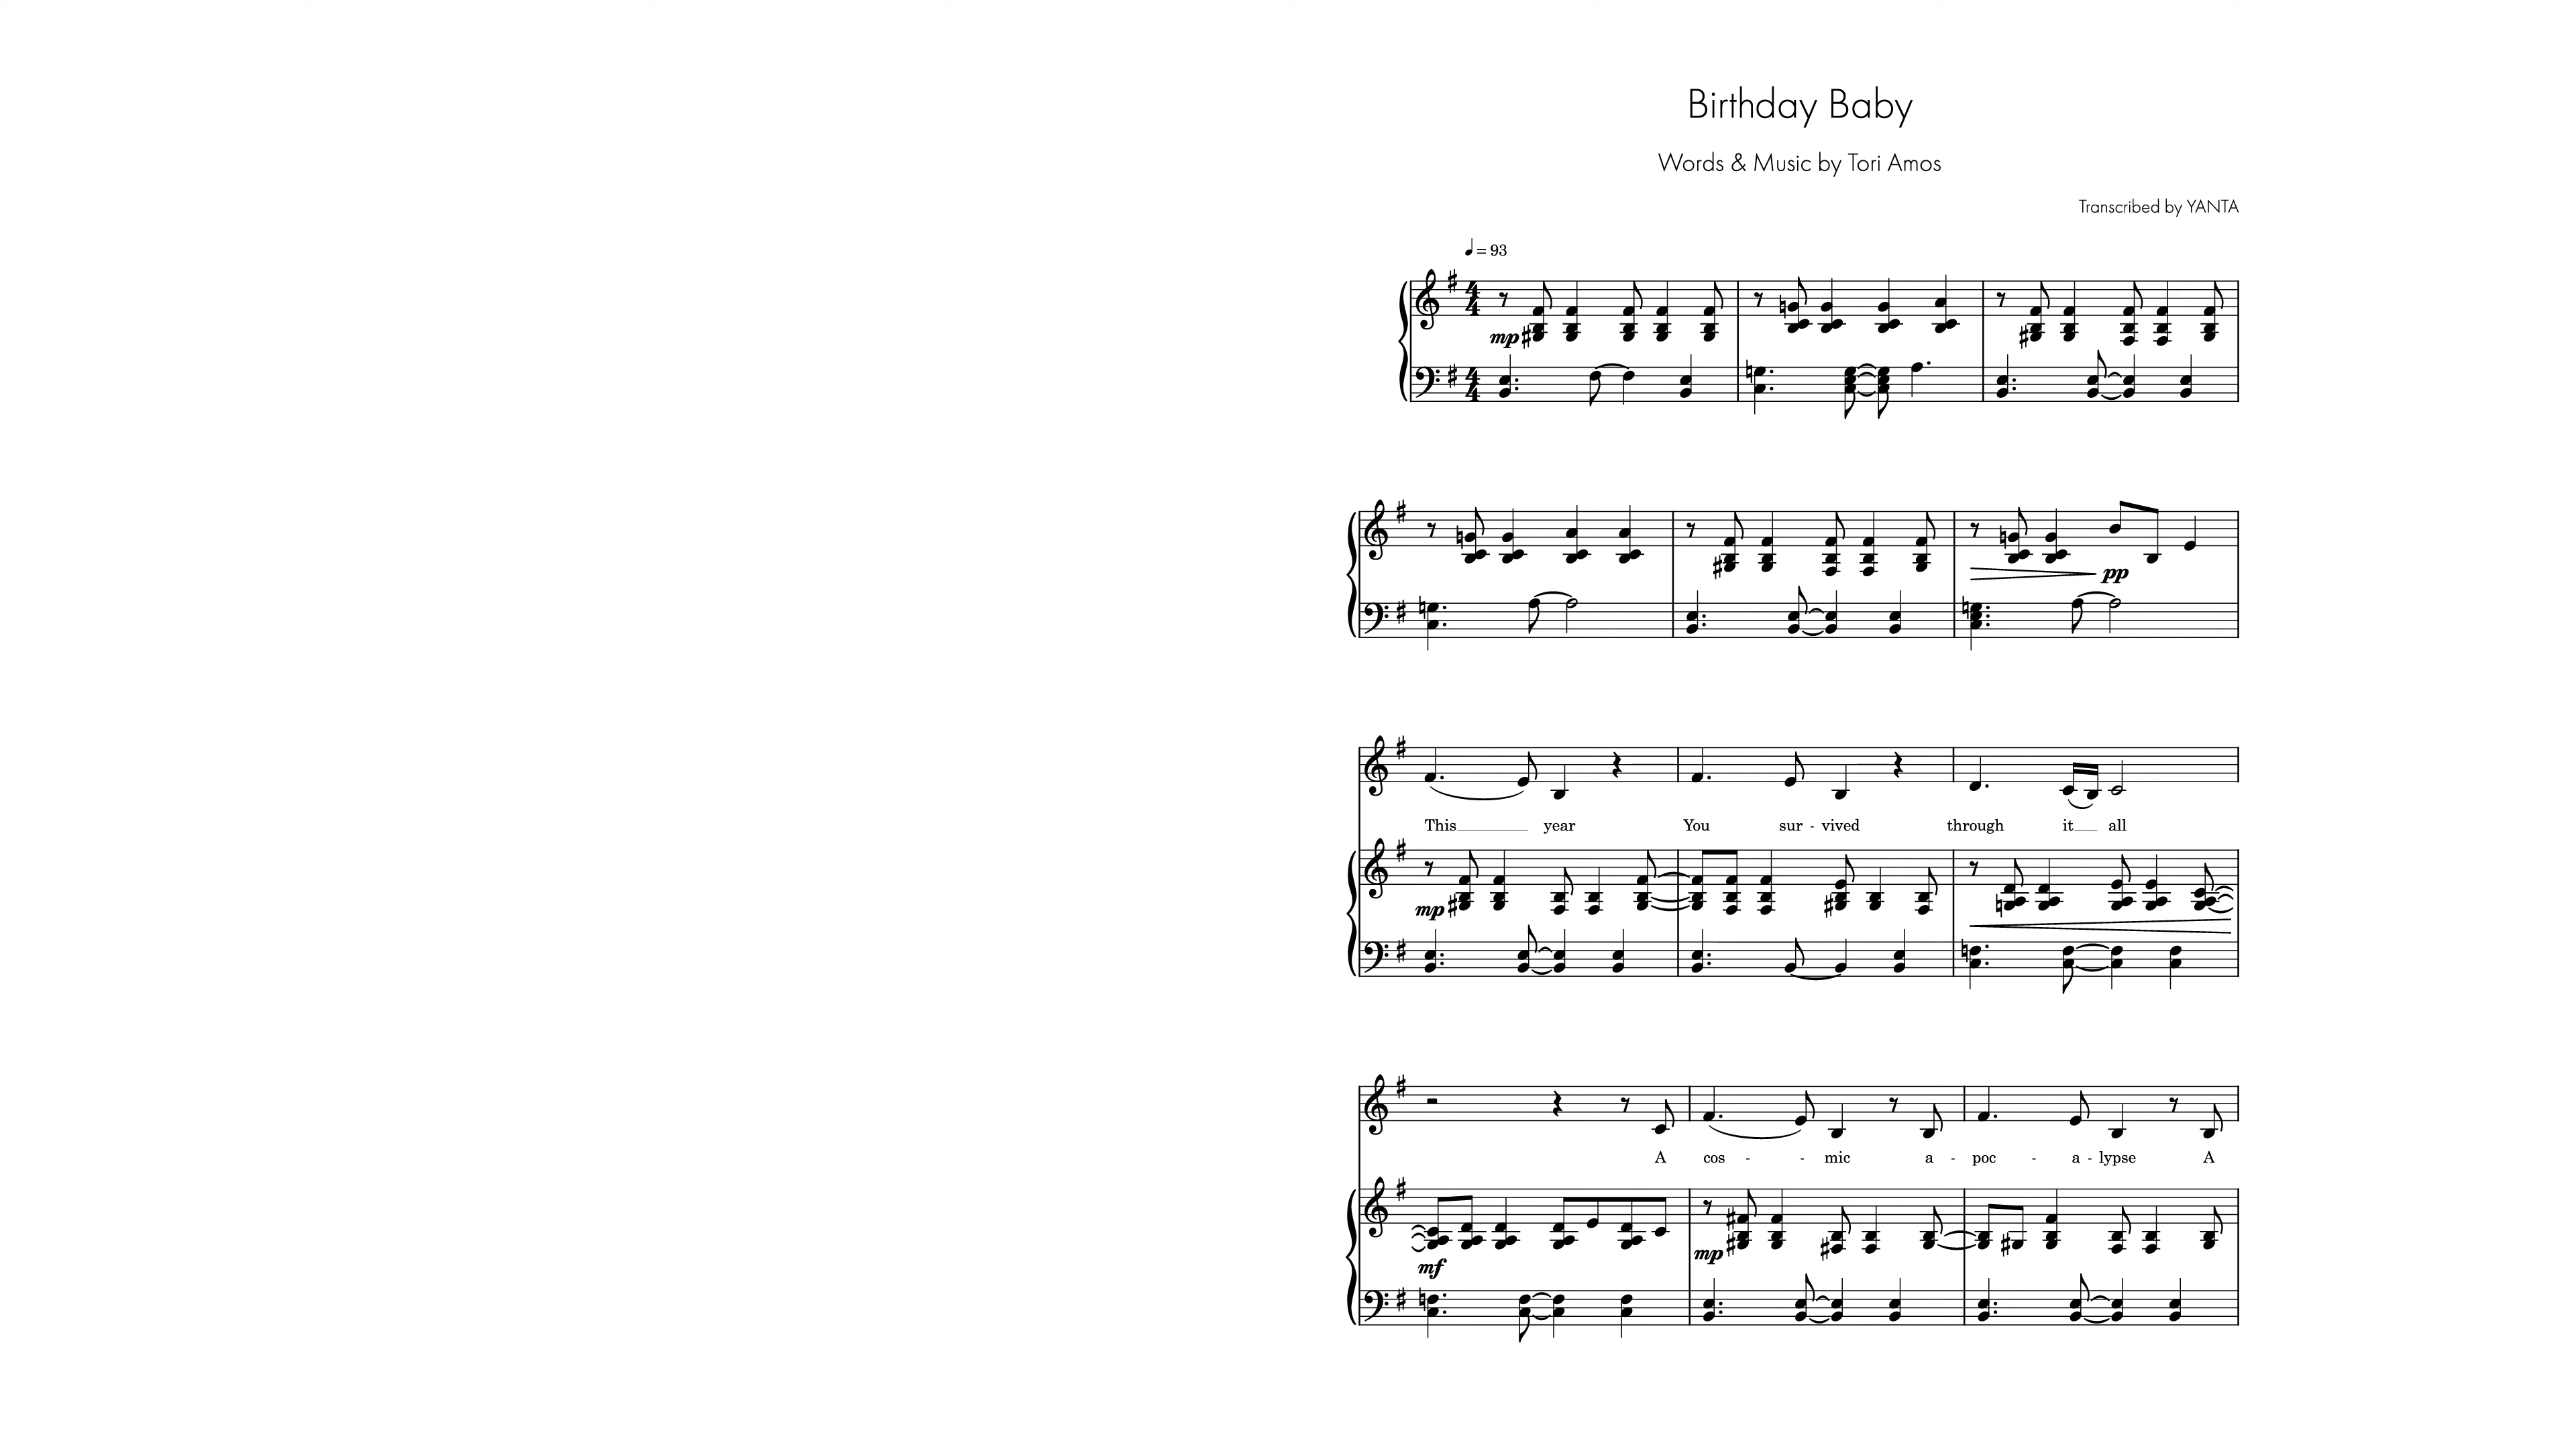 Birthday Baby
Words & Music by Tori Amos
Transcribed by YANTA
= 93
mp
pp
This year You sur - vived through it all
mp
A cos - - mic a - poc - a - lypse A
mf mp